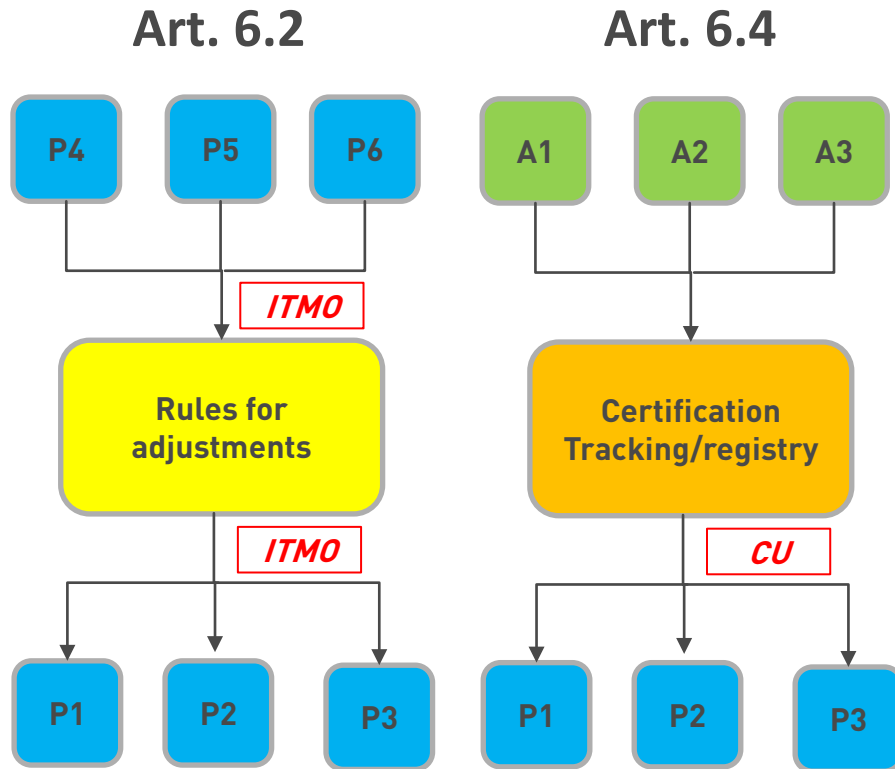 Art. 6.2
Art. 6.4
P4
P5
P6
A1
A2
A3
ITMO
Rules for
adjustments
Certification
Tracking/registry
ITMO
CU
P1
P2
P3
P1
P2
P3